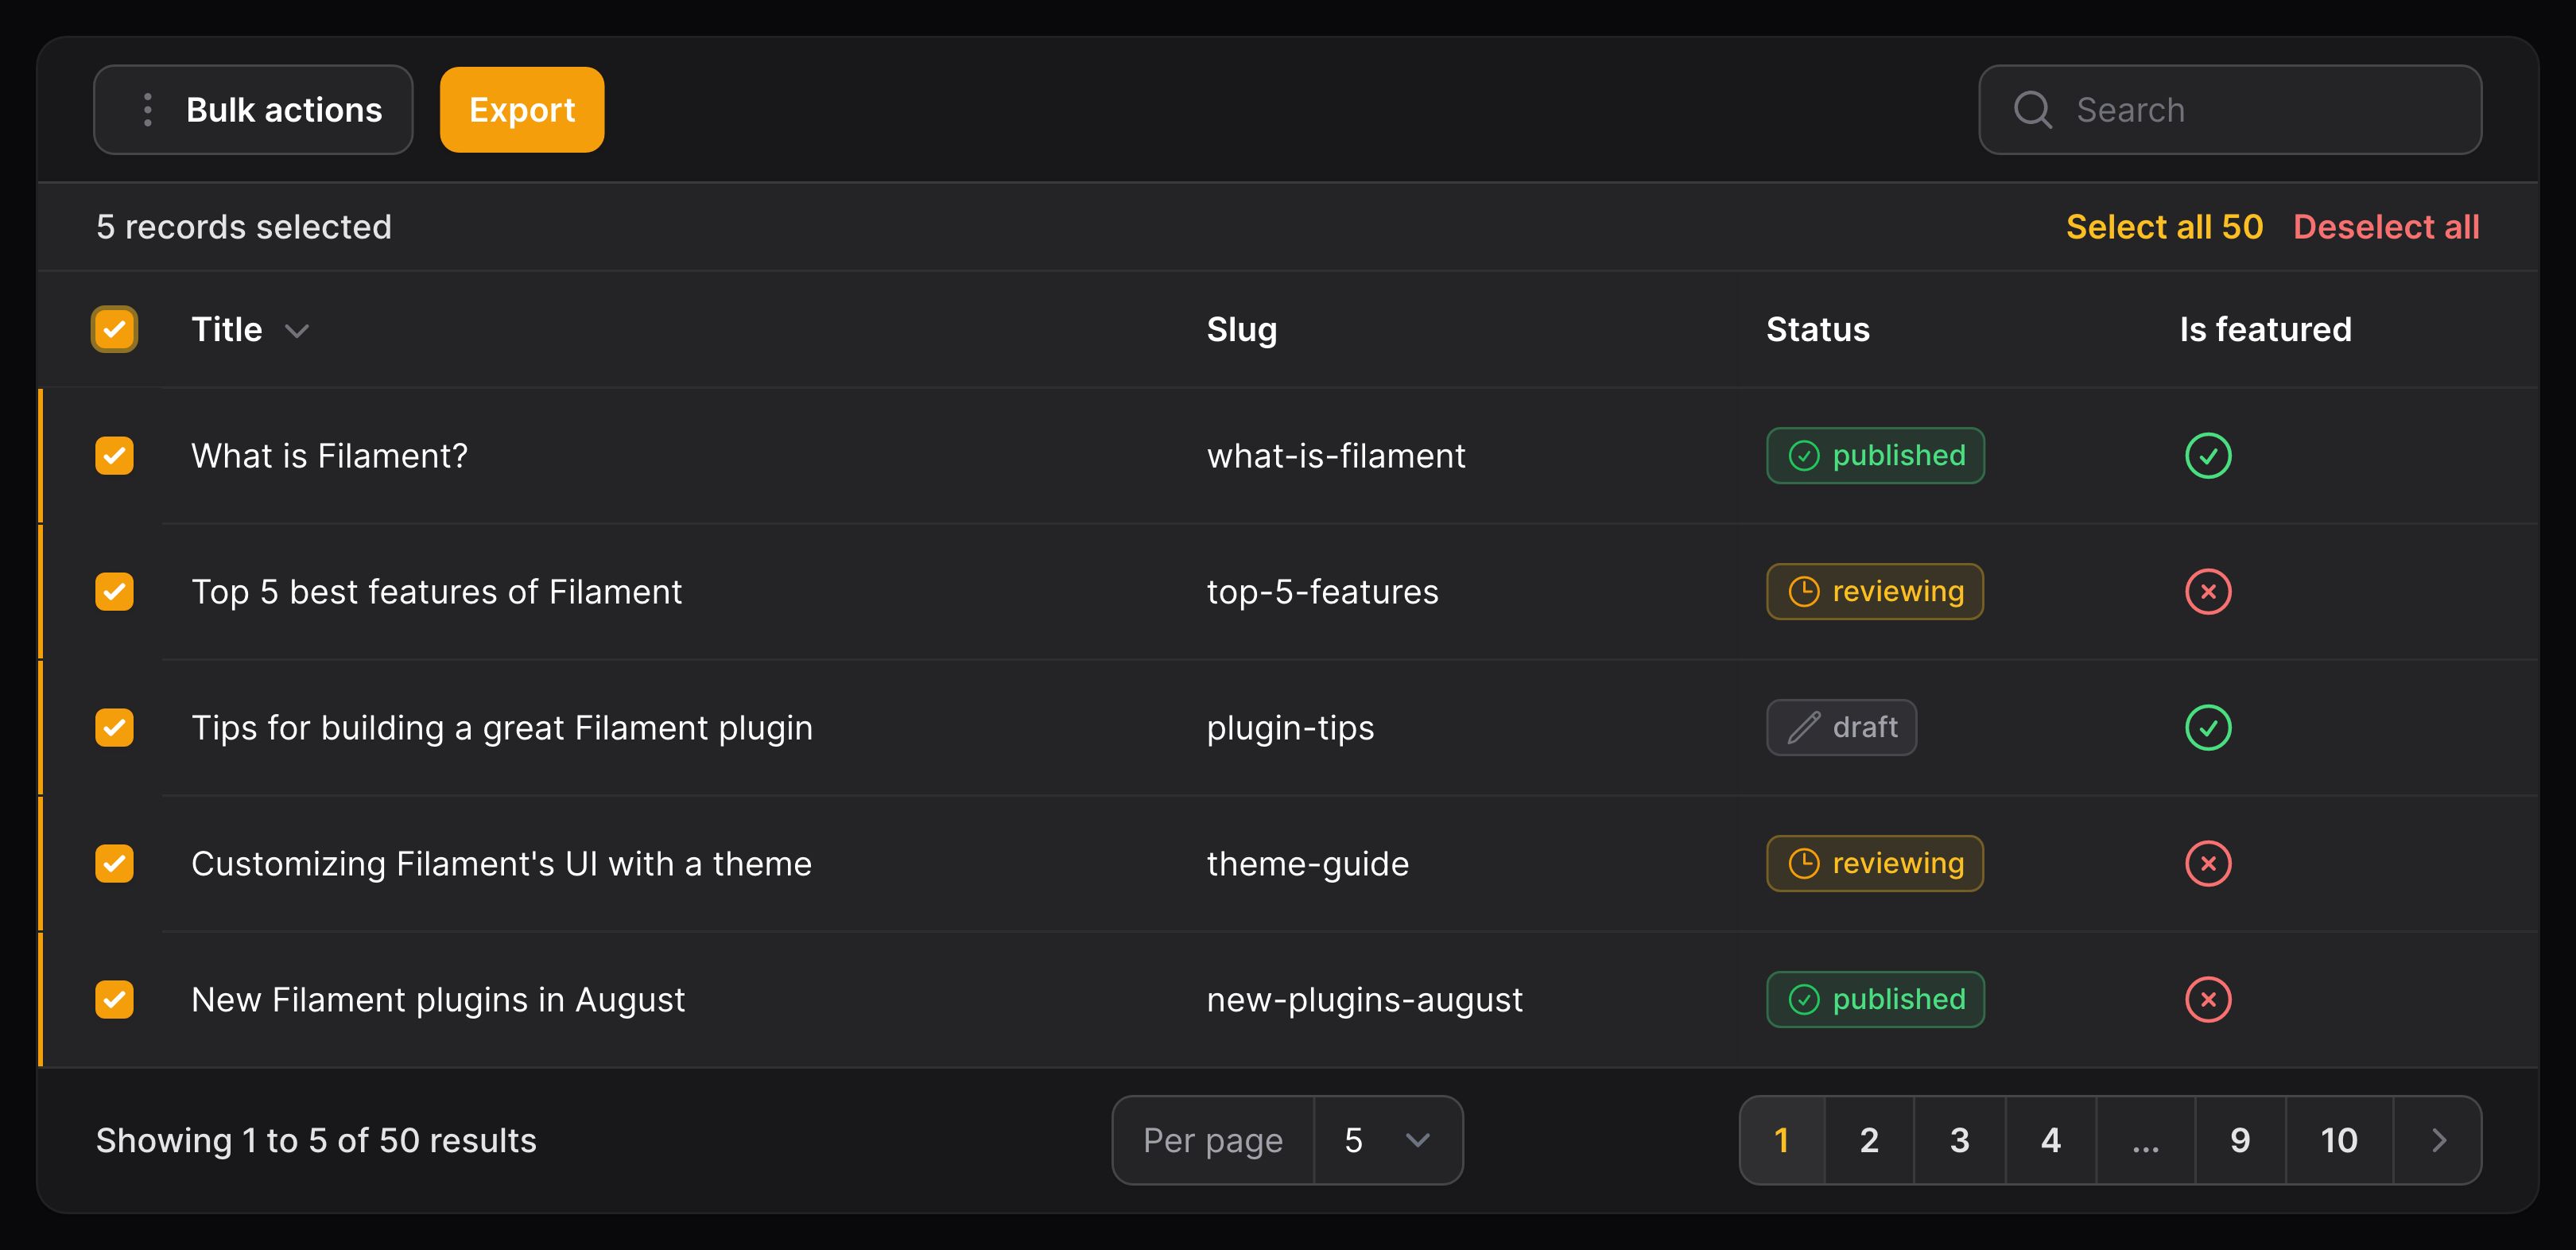 Bulk actions Export Search
5 records selected Select all 50 Deselect all
Title Slug Status Is featured
What is Filament? what-is-filament published
Top 5 best features of Filament top-5-features reviewing
Tips for building a great Filament plugin plugin-tips draft
Customizing Filament's UI with a theme theme-guide reviewing
New Filament plugins in August new-plugins-august published
Showing 1 to 5 of 50 results Per page 5 1 2 3 4 ... 9 10